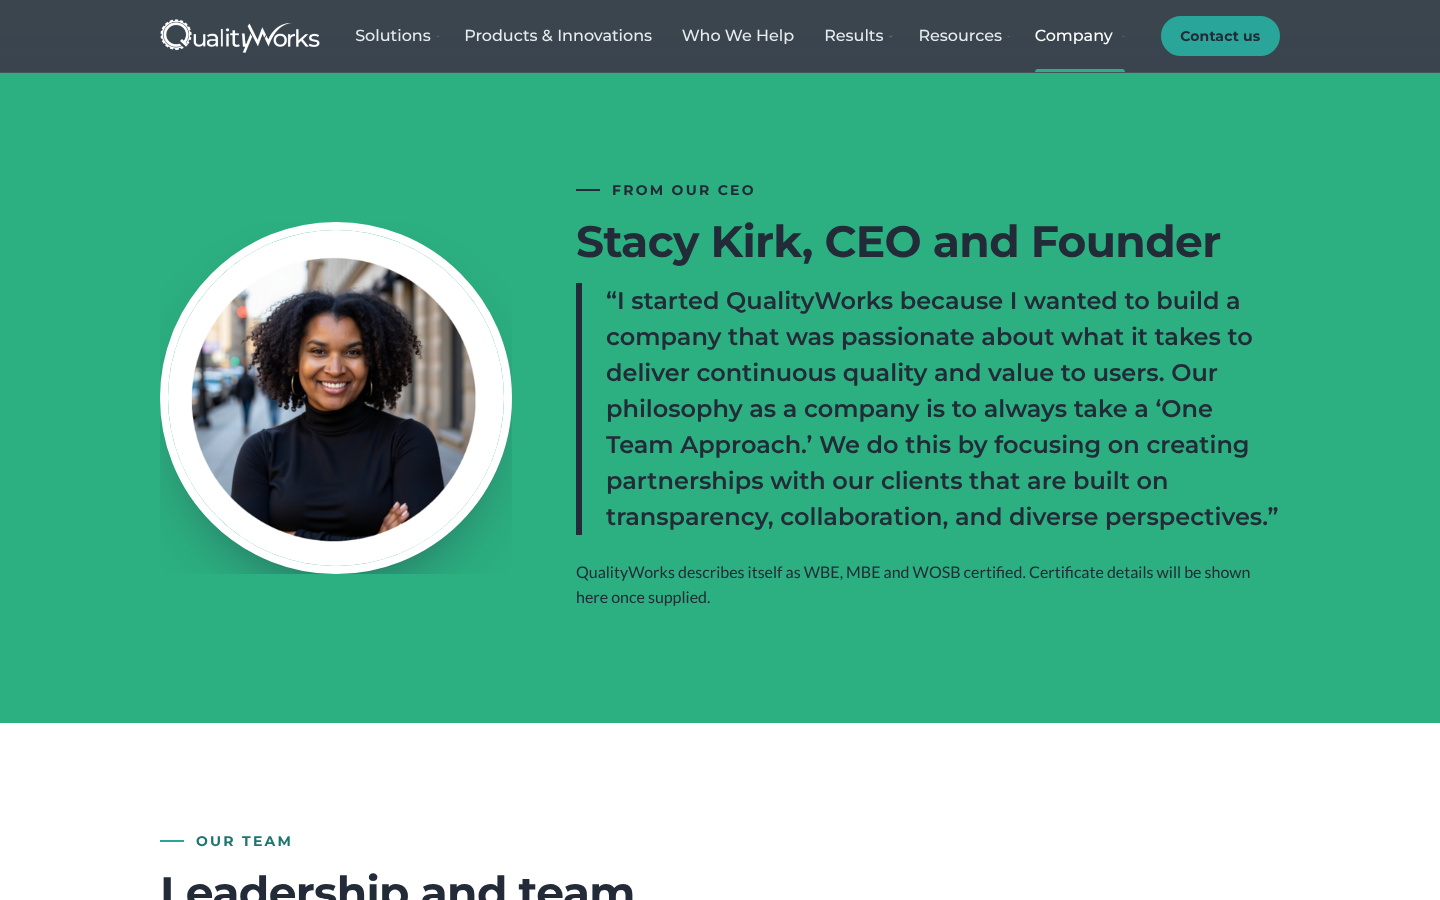 QualityWorks
Solutions
Products & Innovations
Who We Help
Results
Resources
Company
Contact us
FROM OUR CEO
Stacy Kirk, CEO and Founder
“I started QualityWorks because I wanted to build a
company that was passionate about what it takes to
deliver continuous quality and value to users. Our
philosophy as a company is to always take a ‘One
Team Approach.’ We do this by focusing on creating
partnerships with our clients that are built on
transparency, collaboration, and diverse perspectives.”
QualityWorks describes itself as WBE, MBE and WOSB certified. Certificate details will be shown
here once supplied.
OUR TEAM
Leadership and team